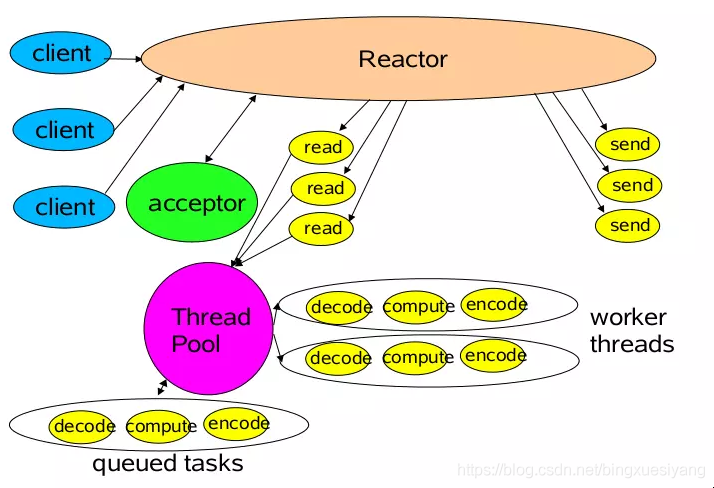 client
Reactor
client
read
send
client
acceptor
read
send
read
send
Thread
Pool
decode compute encode
worker
threads
decode compute encode
decode compute encode
queued tasks
https://blog.csdn.net/bingxuesiyang